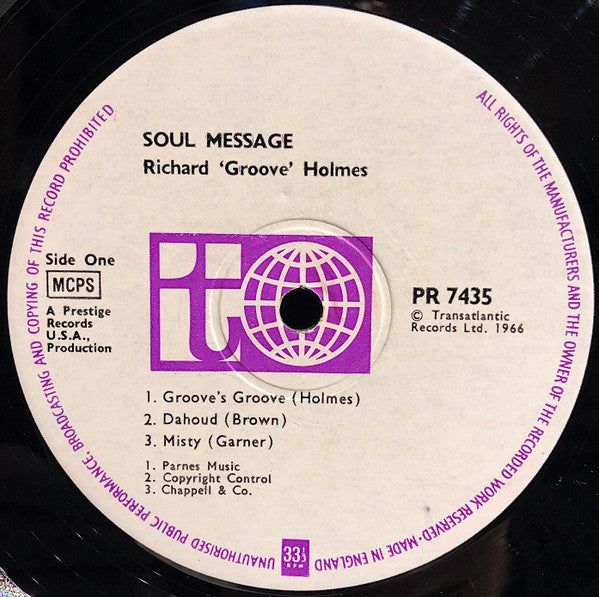 SOUL MESSAGE
Richard ‘Groove’ Holmes
Side One
MCPS
A Prestige
Records
U.S.A.,
Production
to
PR 7435
© Transatlantic
Records Ltd. 1966
1. Groove's Groove (Holmes)
2. Dahoud (Brown)
3. Misty (Garner)
1. Parnes Music
2. Copyright Control
3. Chappell & Co.
33⅓
RPM
ALL RIGHTS OF THE MANUFACTURERS AND THE OWNER OF THE RECORDED WORK RESERVED·MADE IN ENGLAND
UNAUTHORISED PUBLIC PERFORMANCE, BROADCASTING AND COPYING OF THIS RECORD PROHIBITED